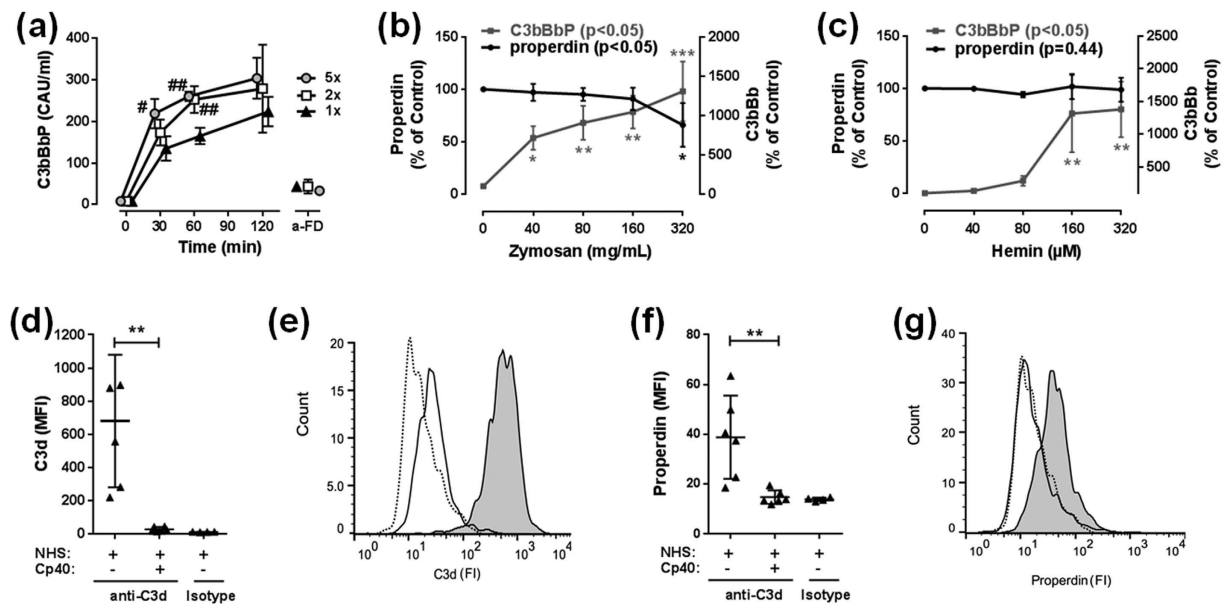 (a)
C3bBbP (CAU/ml)
400
300
200
100
0
#
##
##
5x
2x
1x
0 30 60 90 120
a-FD
Time (min)
(b)
C3bBbP (p<0.05)
properdin (p<0.05)
Properdin
(% of Control)
150
100
50
0
2000
1500
1000
500
0
C3bBb
(% of Control)
*
**
**
***
*
0 40 80 160 320
Zymosan (mg/mL)
(c)
C3bBbP (p<0.05)
properdin (p=0.44)
Properdin
(% of Control)
150
100
50
0
2500
2000
1500
1000
500
C3bBb
(% of Control)
**
**
0 40 80 160 320
Hemin (µM)
(d)
C3d (MFI)
1200
1000
800
600
400
200
0
**
NHS: + + +
Cp40: - + -
anti-C3d Isotype
(e)
Count
20
15
10
5
0
10^0 10^1 10^2 10^3 10^4
C3d (FI)
(f)
Properdin (MFI)
80
60
40
20
0
**
NHS: + + +
Cp40: - + -
anti-C3d Isotype
(g)
Count
40
30
20
10
0
10^0 10^1 10^2 10^3 10^4
Properdin (FI)